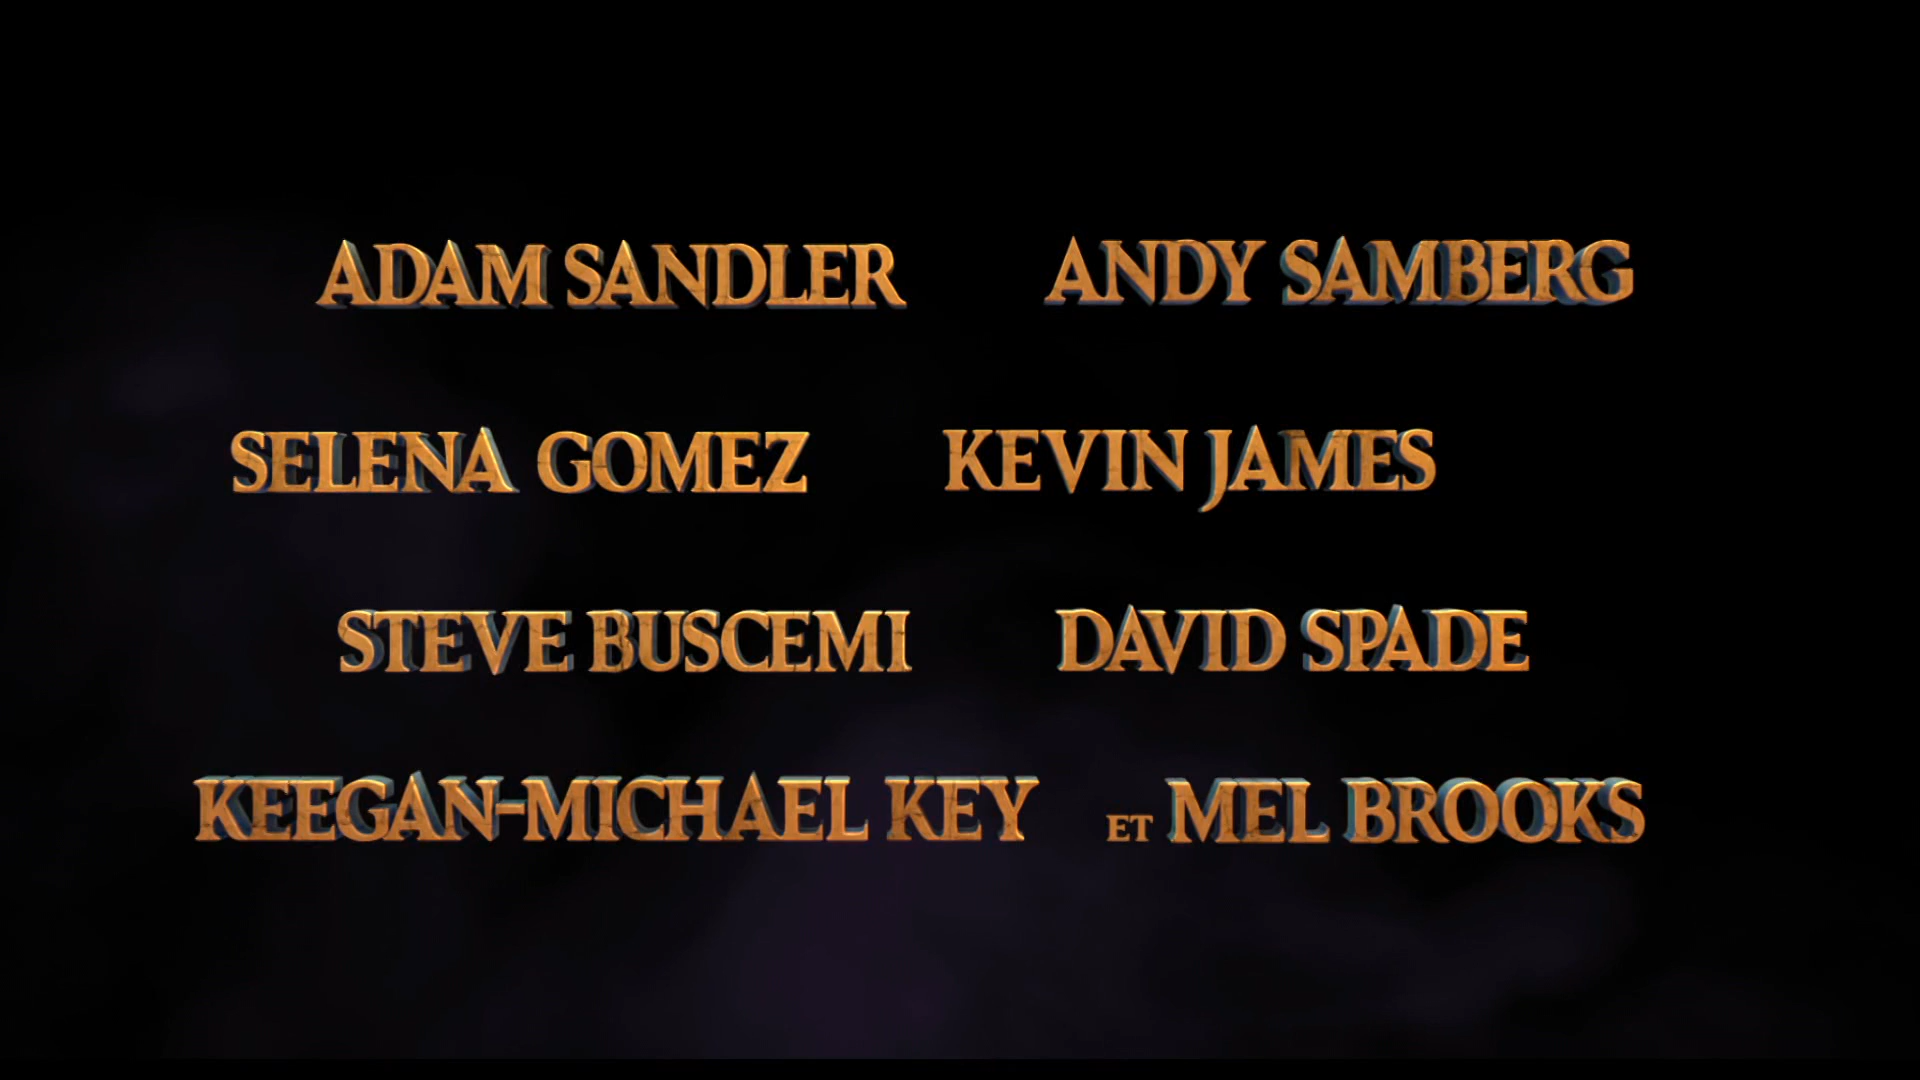 ADAM SANDLER ANDY SAMBERG
SELENA GOMEZ KEVIN JAMES
STEVE BUSCEMI DAVID SPADE
KEEGAN-MICHAEL KEY ET MEL BROOKS